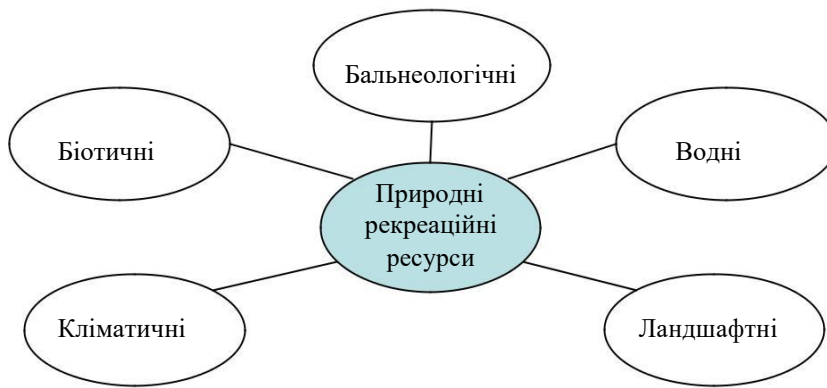 Бальнеологічні
Біотичні
Водні
Природні
рекреаційні
ресурси
Кліматичні
Ландшафтні